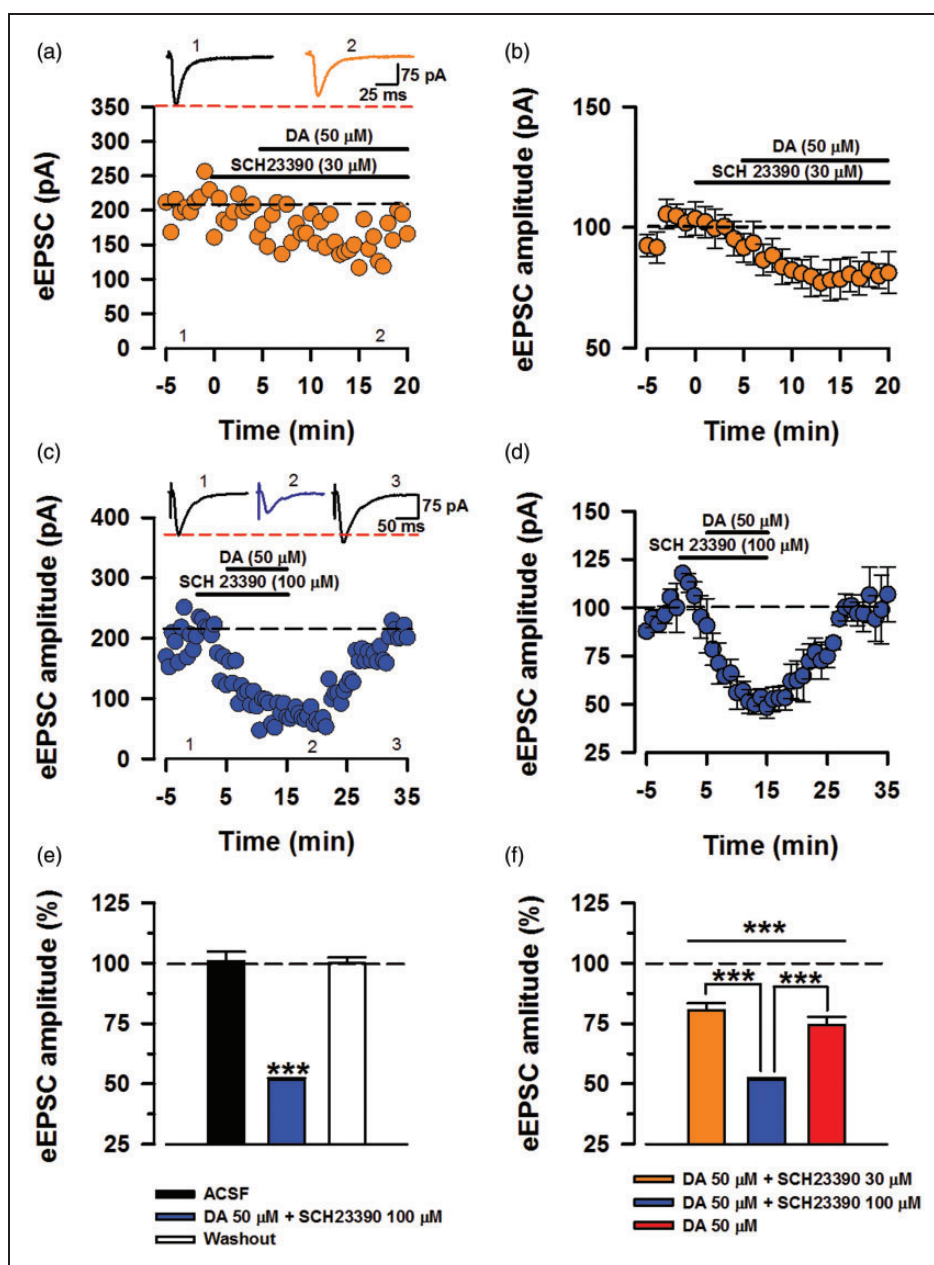 (a)
1
2
75 pA
25 ms
350
300
250
200
150
100
50
0
eEPSC (pA)
DA (50 µM)
SCH23390 (30 µM)
1
2
-5 0 5 10 15 20
Time (min)
(b)
150
100
50
eEPSC amplitude (pA)
DA (50 µM)
SCH 23390 (30 µM)
-5 0 5 10 15 20
Time (min)
(c)
1
2
3
75 pA
50 ms
400
300
200
100
0
eEPSC amplitude (pA)
DA (50 µM)
SCH 23390 (100 µM)
1
2
3
-5 5 15 25 35
Time (min)
(d)
150
125
100
75
50
25
eEPSC amplitude (pA)
DA (50 µM)
SCH 23390 (100 µM)
-5 5 15 25 35
Time (min)
(e)
125
100
75
50
25
eEPSC amplitude (%)
***
ACSF
DA 50 µM + SCH23390 100 µM
Washout
(f)
125
100
75
50
25
eEPSC amlitude (%)
***
*** ***
DA 50 µM + SCH23390 30 µM
DA 50 µM + SCH23390 100 µM
DA 50 µM